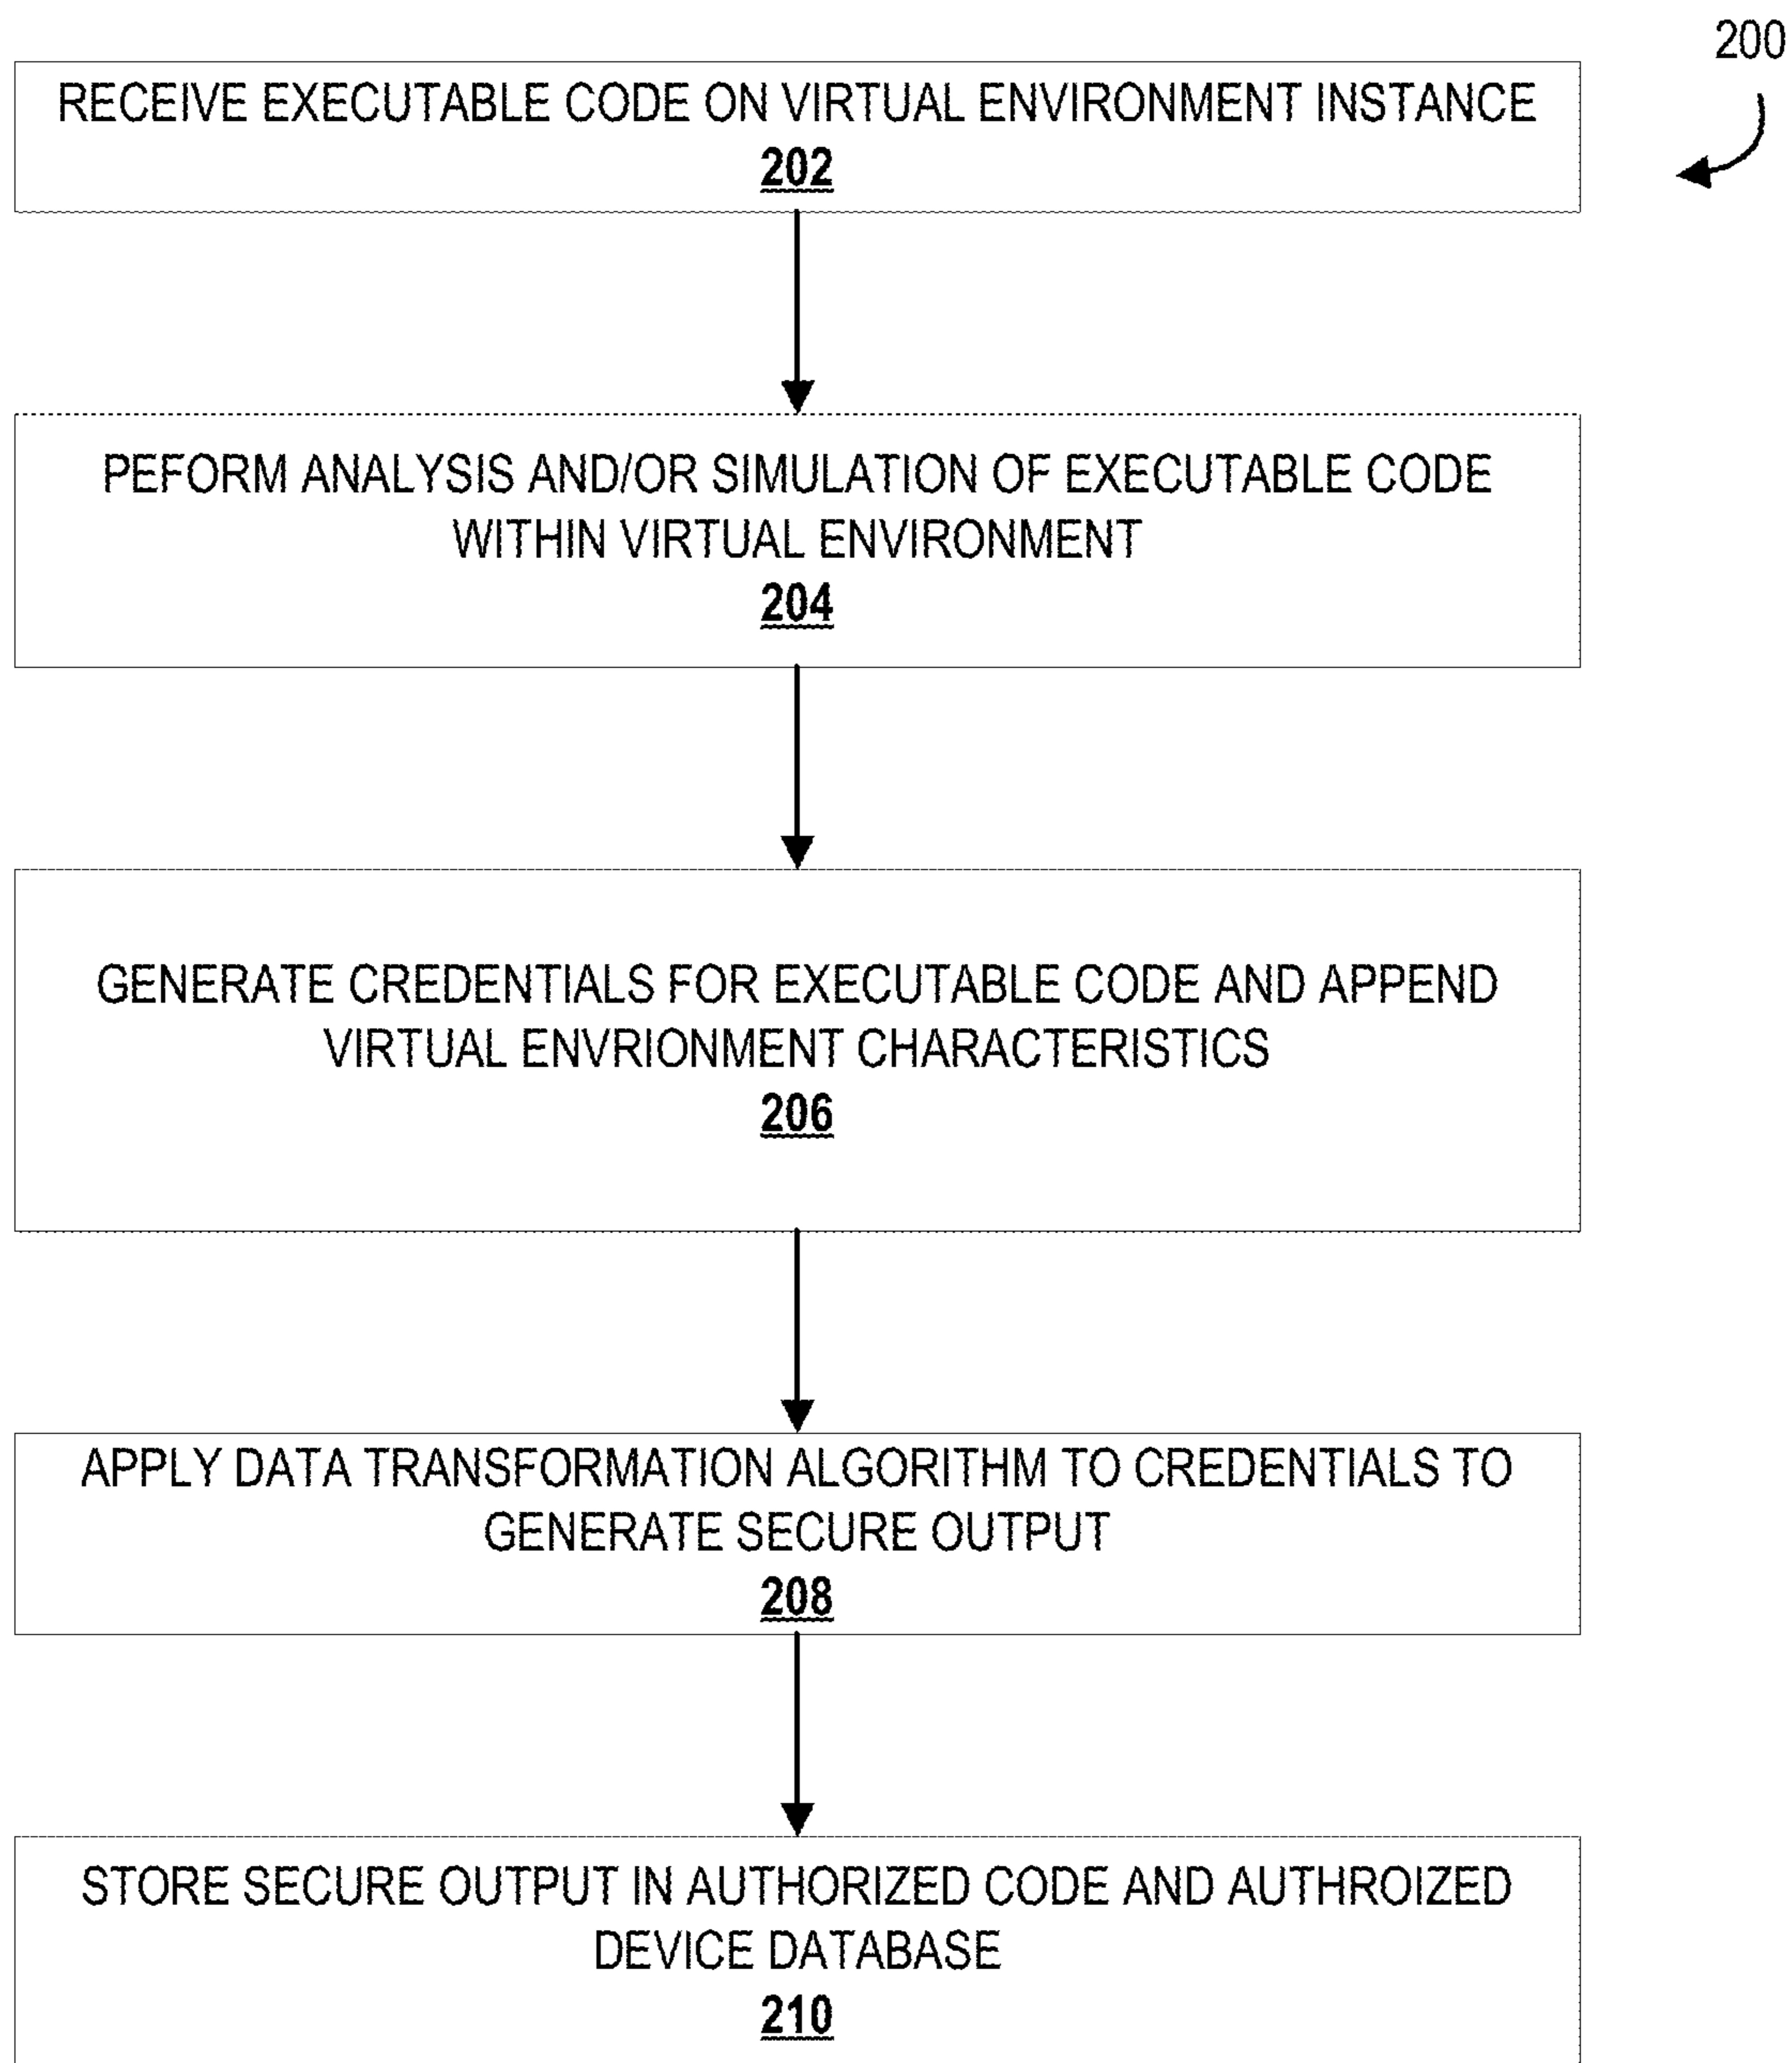 200
RECEIVE EXECUTABLE CODE ON VIRTUAL ENVIRONMENT INSTANCE
202
PEFORM ANALYSIS AND/OR SIMULATION OF EXECUTABLE CODE
WITHIN VIRTUAL ENVIRONMENT
204
GENERATE CREDENTIALS FOR EXECUTABLE CODE AND APPEND
VIRTUAL ENVRIONMENT CHARACTERISTICS
206
APPLY DATA TRANSFORMATION ALGORITHM TO CREDENTIALS TO
GENERATE SECURE OUTPUT
208
STORE SECURE OUTPUT IN AUTHORIZED CODE AND AUTHROIZED
DEVICE DATABASE
210